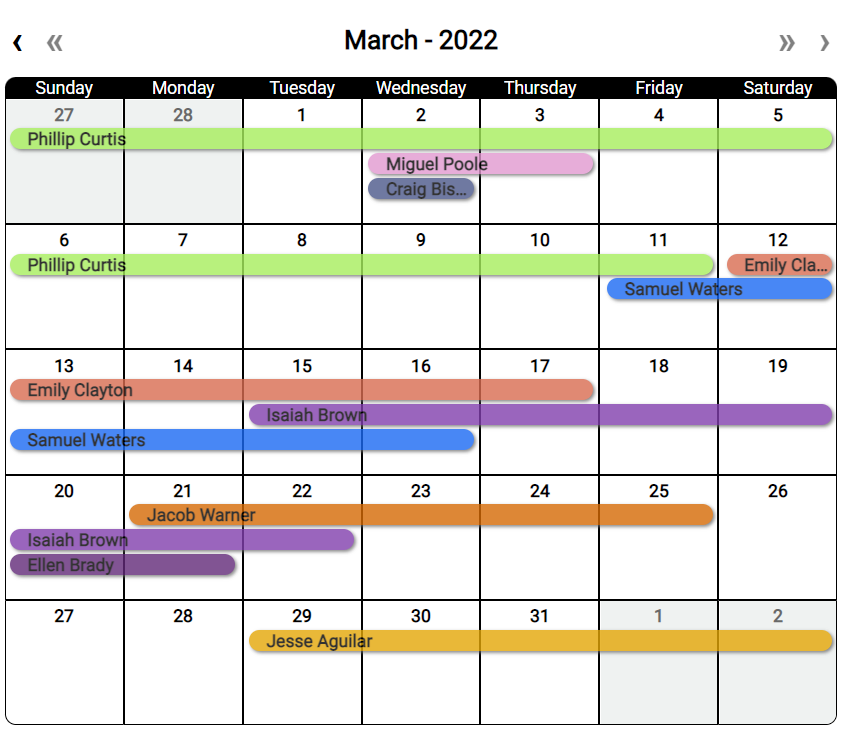 ‹ « March - 2022 » ›
Sunday Monday Tuesday Wednesday Thursday Friday Saturday
27 28 1 2 3 4 5
Phillip Curtis
Miguel Poole
Craig Bis...
6 7 8 9 10 11 12
Phillip Curtis Emily Cla...
Samuel Waters
13 14 15 16 17 18 19
Emily Clayton
Isaiah Brown
Samuel Waters
20 21 22 23 24 25 26
Jacob Warner
Isaiah Brown
Ellen Brady
27 28 29 30 31 1 2
Jesse Aguilar